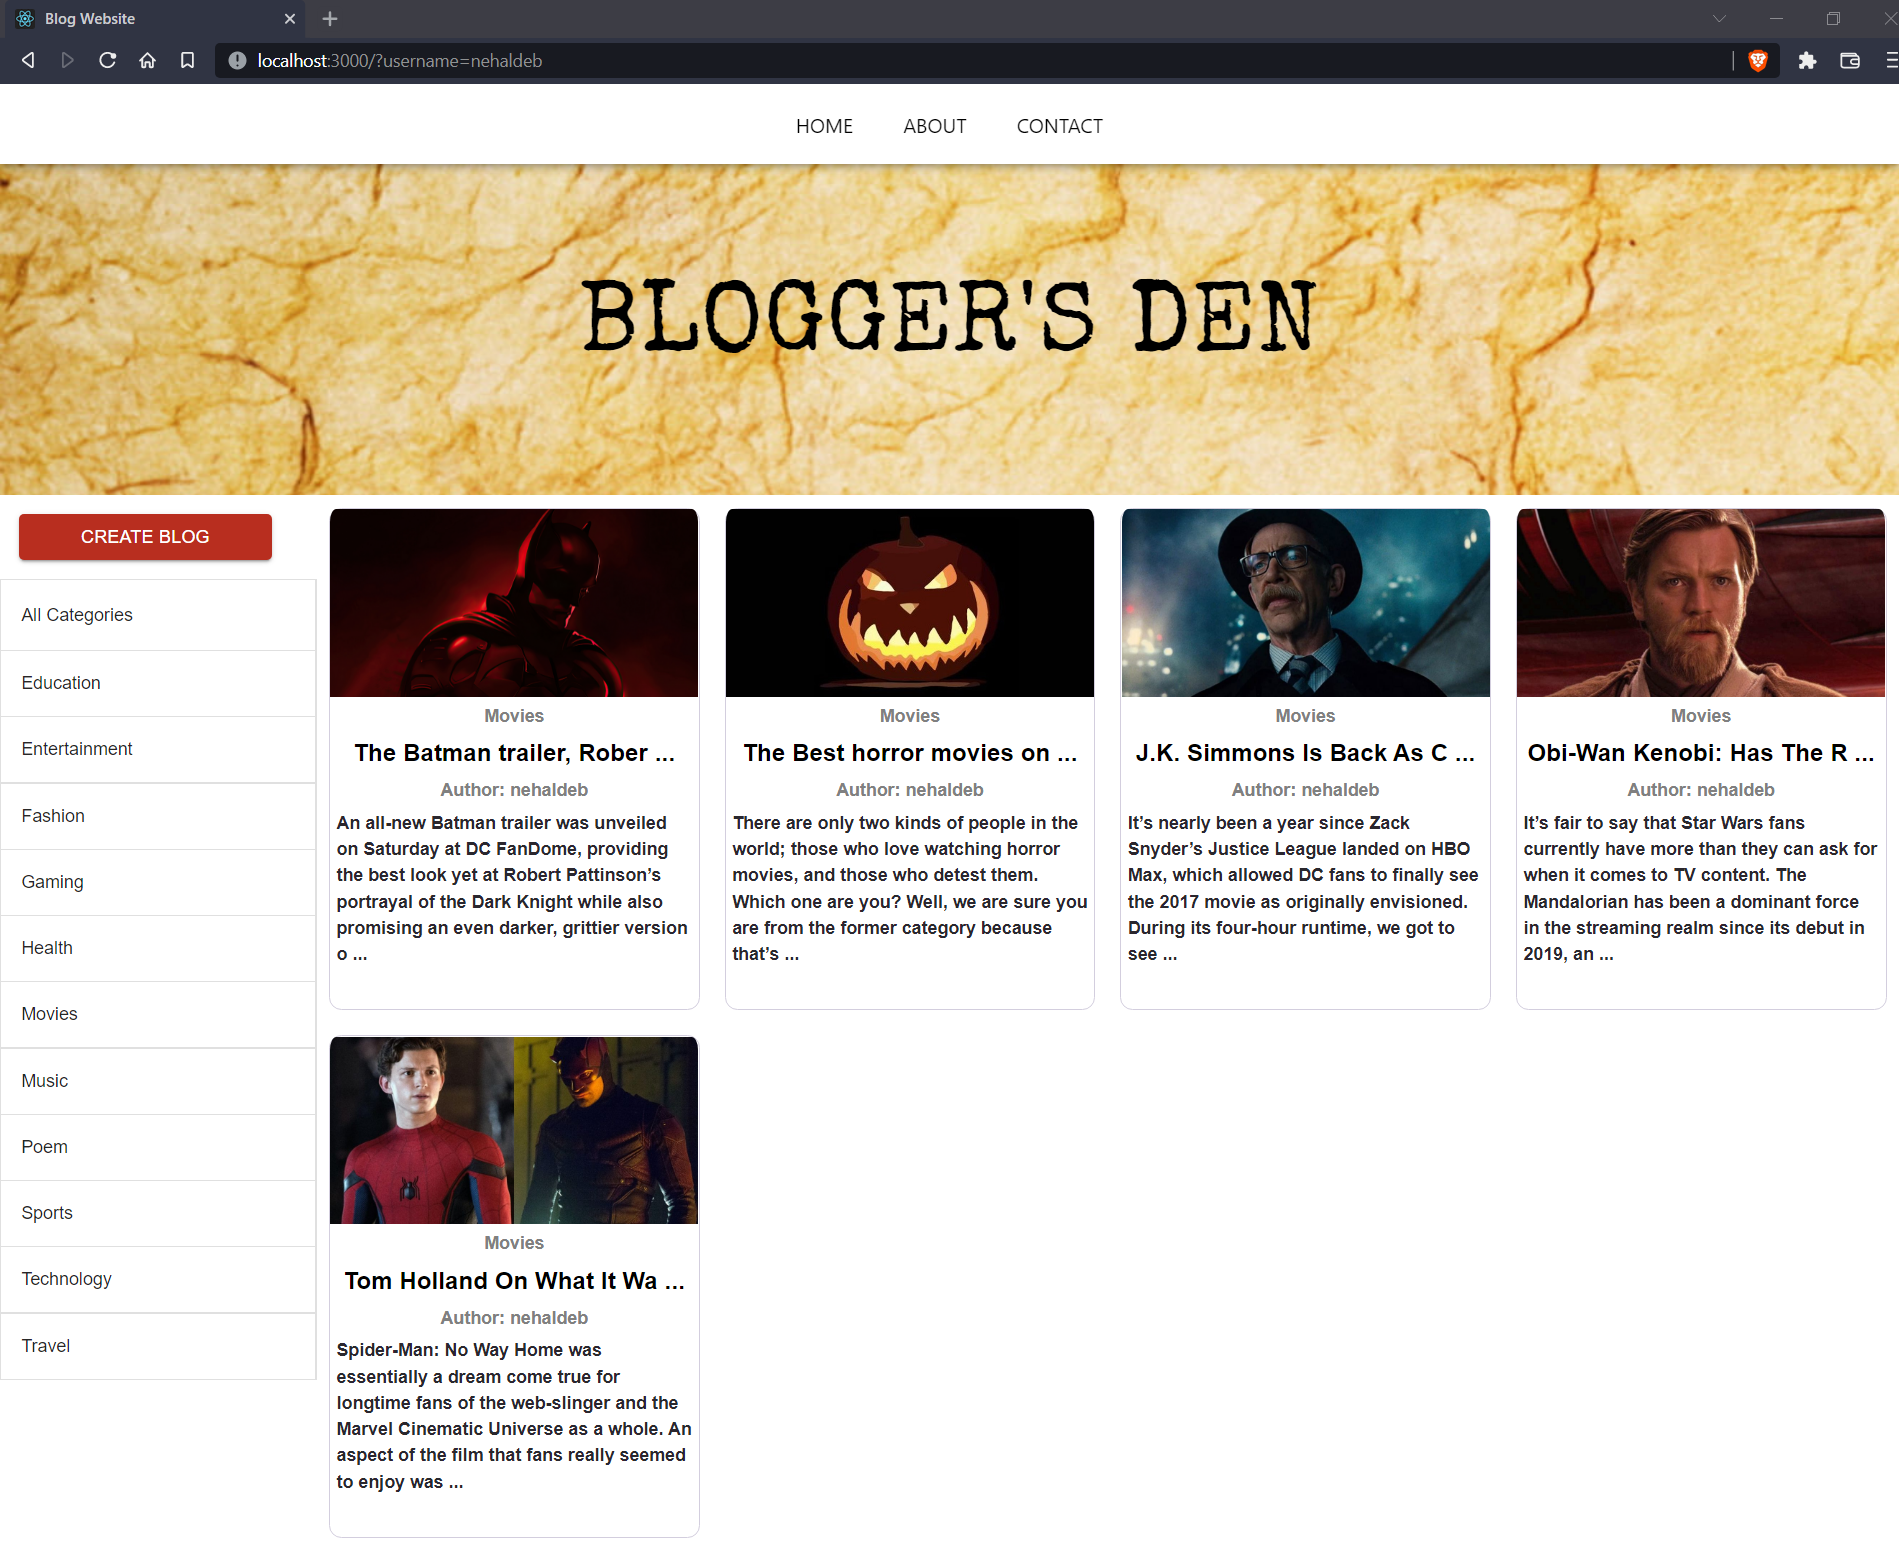 Blog Website
localhost:3000/?username=nehaldeb
HOME ABOUT CONTACT
BLOGGER'S DEN
CREATE BLOG
All Categories
Education
Entertainment
Fashion
Gaming
Health
Movies
Music
Poem
Sports
Technology
Travel
Movies
The Batman trailer, Rober ...
Author: nehaldeb
An all-new Batman trailer was unveiled
on Saturday at DC FanDome, providing
the best look yet at Robert Pattinson’s
portrayal of the Dark Knight while also
promising an even darker, grittier version
o ...
Movies
The Best horror movies on ...
Author: nehaldeb
There are only two kinds of people in the
world; those who love watching horror
movies, and those who detest them.
Which one are you? Well, we are sure you
are from the former category because
that’s ...
Movies
J.K. Simmons Is Back As C ...
Author: nehaldeb
It’s nearly been a year since Zack
Snyder’s Justice League landed on HBO
Max, which allowed DC fans to finally see
the 2017 movie as originally envisioned.
During its four-hour runtime, we got to
see ...
Movies
Obi-Wan Kenobi: Has The R ...
Author: nehaldeb
It’s fair to say that Star Wars fans
currently have more than they can ask for
when it comes to TV content. The
Mandalorian has been a dominant force
in the streaming realm since its debut in
2019, an ...
Movies
Tom Holland On What It Wa ...
Author: nehaldeb
Spider-Man: No Way Home was
essentially a dream come true for
longtime fans of the web-slinger and the
Marvel Cinematic Universe as a whole. An
aspect of the film that fans really seemed
to enjoy was ...